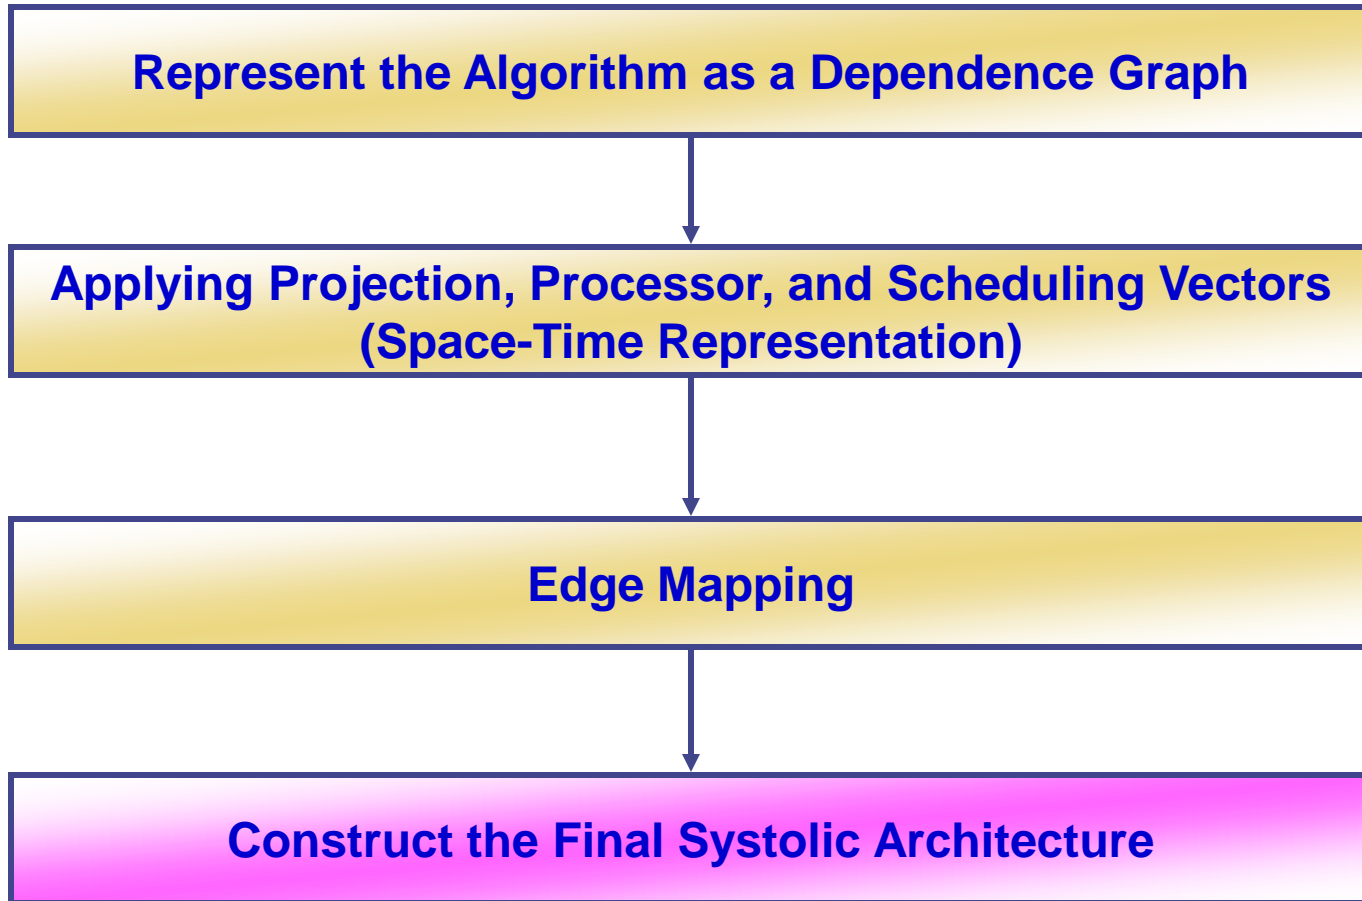 Represent the Algorithm as a Dependence Graph
Applying Projection, Processor, and Scheduling Vectors
(Space-Time Representation)
Edge Mapping
Construct the Final Systolic Architecture